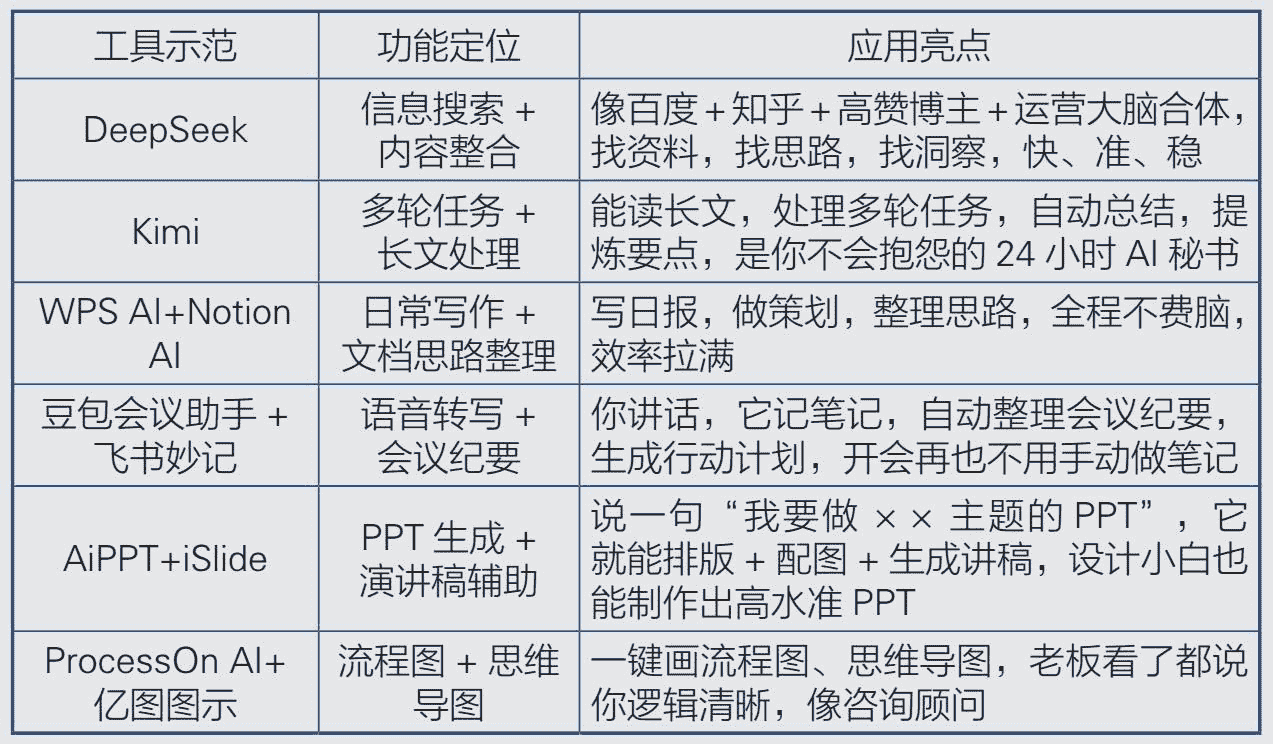 工具示范 功能定位 应用亮点
DeepSeek
信息搜索 +
内容整合
像百度+知乎+高赞博主+运营大脑合体，
找资料，找思路，找洞察，快、准、稳
Kimi
多轮任务 +
长文处理
能读长文，处理多轮任务，自动总结，提
炼要点，是你不会抱怨的 24 小时 AI 秘书
WPS AI+Notion
AI
日常写作 +
文档思路整理
写日报，做策划，整理思路，全程不费脑，
效率拉满
豆包会议助手 +
飞书妙记
语音转写 +
会议纪要
你讲话，它记笔记，自动整理会议纪要，
生成行动计划，开会再也不用手动做笔记
AiPPT+iSlide
PPT 生成 +
演讲稿辅助
说一句“我要做 × × 主题的 PPT”，它
就能排版 + 配图 + 生成讲稿，设计小白也
能制作出高水准 PPT
ProcessOn AI+
亿图图示
流程图 + 思维
导图
一键画流程图、思维导图，老板看了都说
你逻辑清晰，像咨询顾问